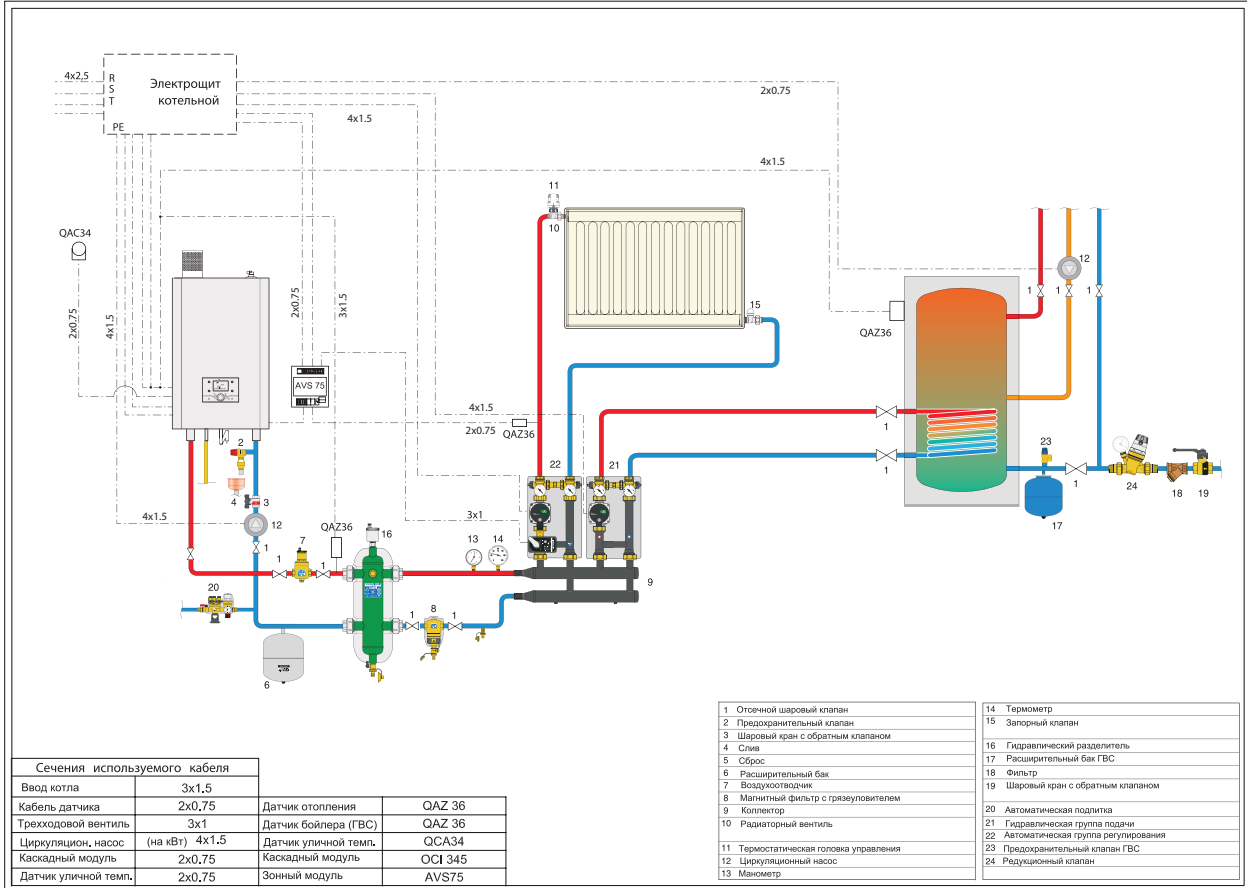 4x2,5
R
S
T
PE
Электрощит
котельной
4x1.5
2x0.75
4x1.5
QAC34
2x0.75
4x1.5
2x0.75
3x1.5
AVS 75
11
10
15
12
1
1
1
QAZ36
4x1.5
2x0.75
QAZ36
22
21
1
1
23
1
17
24
18
19
2
4
3
12
4x1.5
1
7
QAZ36
16
3x1
13
14
1
1
9
20
6
1
8
1
Сечения используемого кабеля
Ввод котла 3x1.5
Кабель датчика 2x0.75 Датчик отопления QAZ 36
Трехходовой вентиль 3x1 Датчик бойлера (ГВС) QAZ 36
Циркуляцион. насос (на кВт) 4x1.5 Датчик уличной темп. QCA34
Каскадный модуль 2x0.75 Каскадный модуль OCI 345
Датчик уличной темп. 2x0.75 Зонный модуль AVS75
1 Отсечной шаровый клапан
2 Предохранительный клапан
3 Шаровый кран с обратным клапаном
4 Слив
5 Сброс
6 Расширительный бак
7 Воздухоотводчик
8 Магнитный фильтр с грязеуловителем
9 Коллектор
10 Радиаторный вентиль
11 Термостатическая головка управления
12 Циркуляционный насос
13 Манометр
14 Термометр
15 Запорный клапан
16 Гидравлический разделитель
17 Расширительный бак ГВС
18 Фильтр
19 Шаровый кран с обратным клапаном
20 Автоматическая подпитка
21 Гидравлическая группа подачи
22 Автоматическая группа регулирования
23 Предохранительный клапан ГВС
24 Редукционный клапан